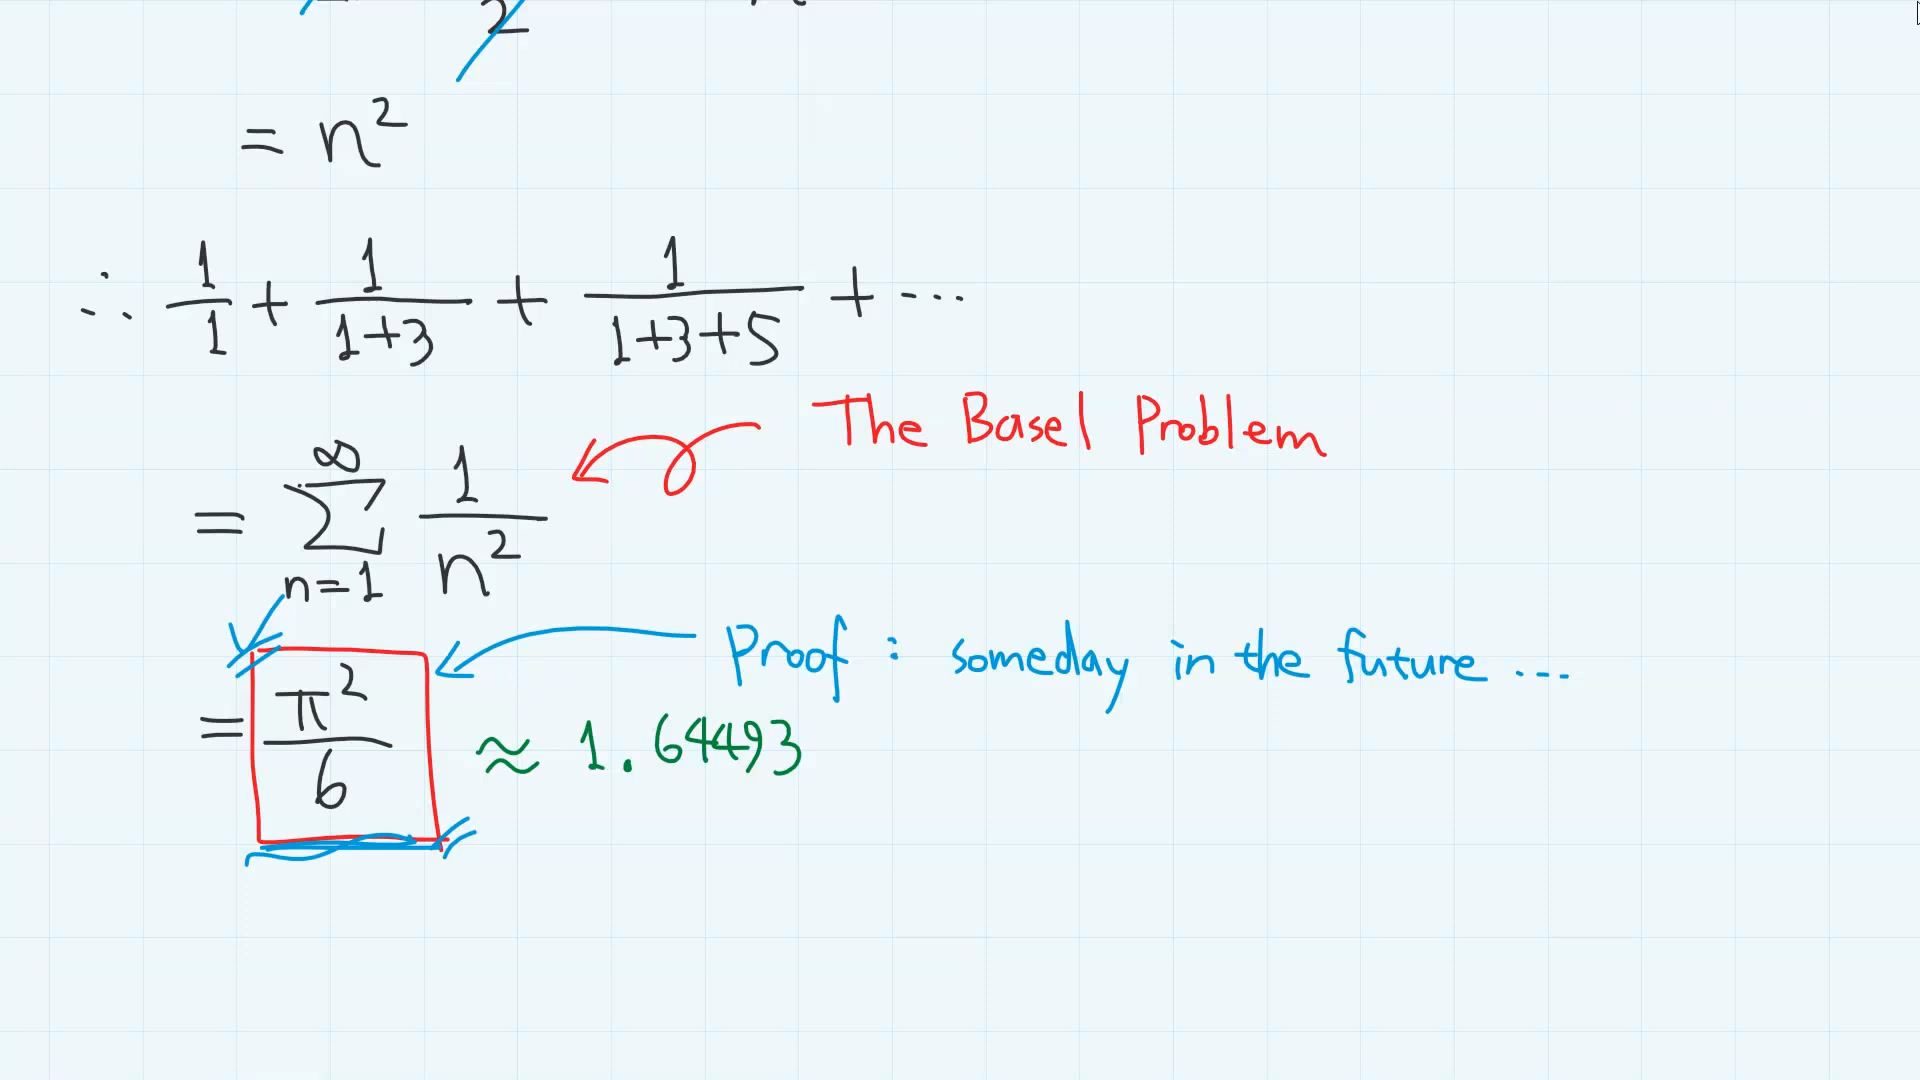 2
= n²
∴ 1/1 + 1/(1+3) + 1/(1+3+5) + ⋯
The Basel Problem
= ∑_{n=1}^{∞} 1/n²
Proof : someday in the future ...
= π²/6 ≈ 1.64493